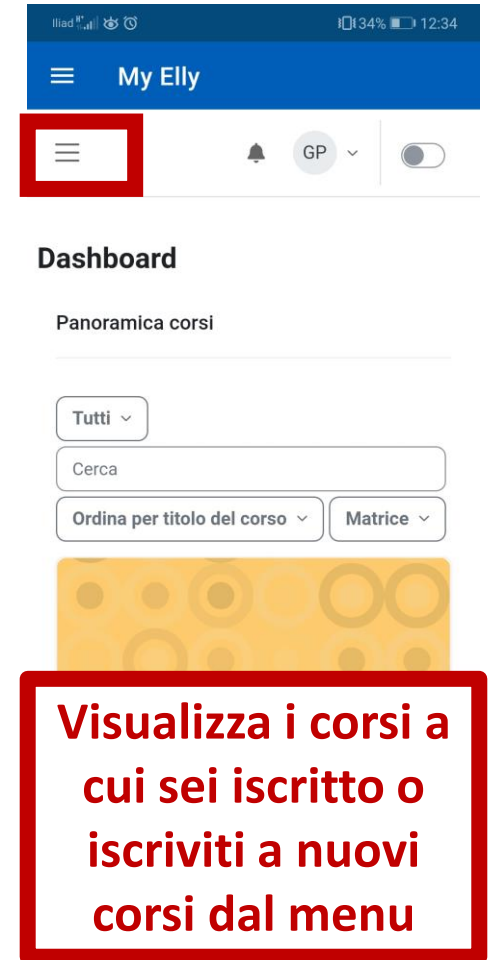 Iliad 34% 12:34
My Elly
GP
Dashboard
Panoramica corsi
Tutti
Cerca
Ordina per titolo del corso Matrice
Visualizza i corsi a
cui sei iscritto o
iscriviti a nuovi
corsi dal menu